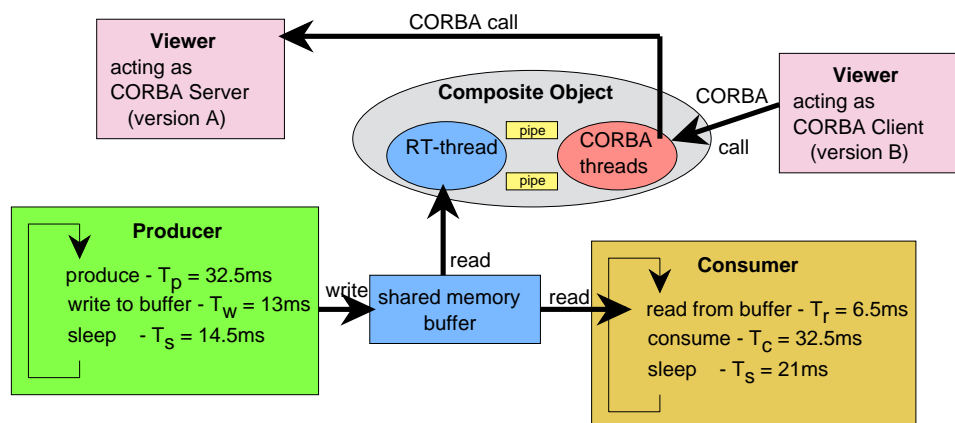 CORBA call
Viewer
acting as
CORBA Server
(version A)
Composite Object
RT-thread
pipe
pipe
CORBA
threads
CORBA
call
Viewer
acting as
CORBA Client
(version B)
Producer
produce - Tp = 32.5ms
write to buffer - Tw = 13ms
sleep - Ts = 14.5ms
write
read
shared memory
buffer
read
Consumer
read from buffer - Tr = 6.5ms
consume - Tc = 32.5ms
sleep - Ts = 21ms